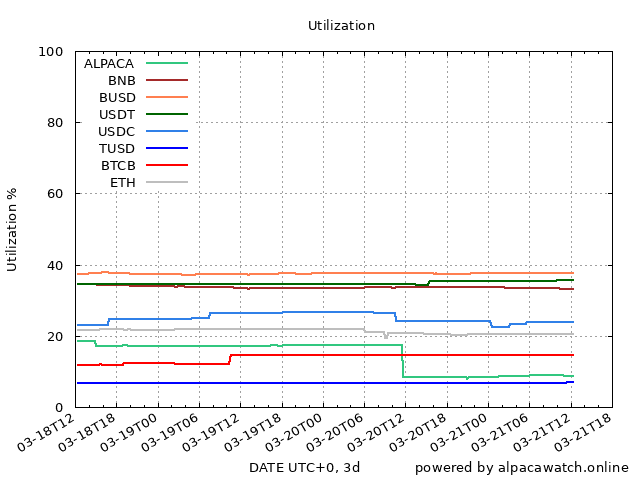 Utilization
100
80
60
40
20
0
Utilization %
ALPACA
BNB
BUSD
USDT
USDC
TUSD
BTCB
ETH
03-18T12
03-18T18
03-19T00
03-19T06
03-19T12
03-19T18
03-20T00
03-20T06
03-20T12
03-20T18
03-21T00
03-21T06
03-21T12
03-21T18
DATE UTC+0, 3d
powered by alpacawatch.online